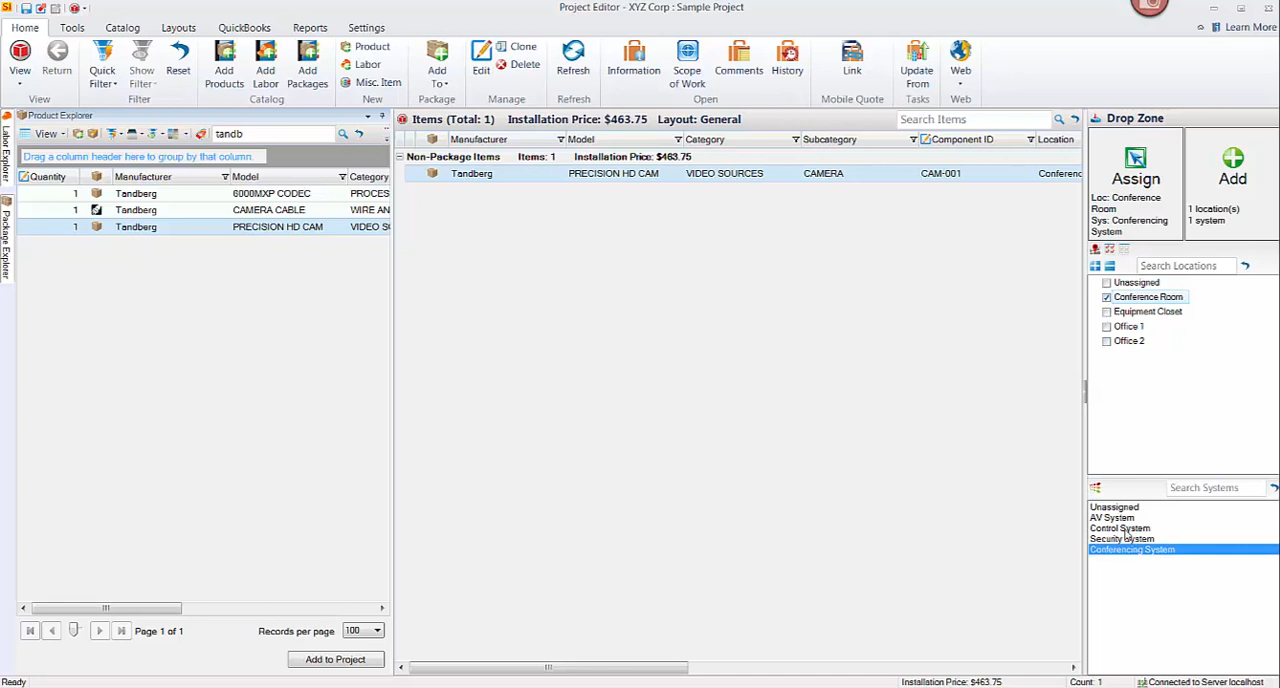 SI
Project Editor - XYZ Corp : Sample Project
Home Tools Catalog Layouts QuickBooks Reports Settings
Learn More
View Return Quick Filter Show Filter Reset Add Products Add Labor Add Packages
Product
Labor
Misc. Item
Add To Edit
Clone
Delete
Refresh Information Scope of Work Comments History Link Update From Web
View Filter Catalog New Package Manage Refresh Open Mobile Quote Tasks Web
Product Explorer
View tandb
Drag a column header here to group by that column.
Quantity Manufacturer Model Category
1 Tandberg 6000MXP CODEC PROCES
1 Tandberg CAMERA CABLE WIRE AN
1 Tandberg PRECISION HD CAM VIDEO SO
Labor Explorer
Package Explorer
Page 1 of 1 Records per page 100
Add to Project
Items (Total: 1) Installation Price: $463.75 Layout: General Search Items
Manufacturer Model Category Subcategory Component ID Location
Non-Package Items Items: 1 Installation Price: $463.75
Tandberg PRECISION HD CAM VIDEO SOURCES CAMERA CAM-001 Conferenc
Drop Zone
Assign
Loc: Conference
Room
Sys: Conferencing
System
Add
1 location(s)
1 system
Search Locations
Unassigned
Conference Room
Equipment Closet
Office 1
Office 2
Search Systems
Unassigned
AV System
Control System
Security System
Conferencing System
Ready Installation Price: $463.75 Count: 1 Connected to Server localhost